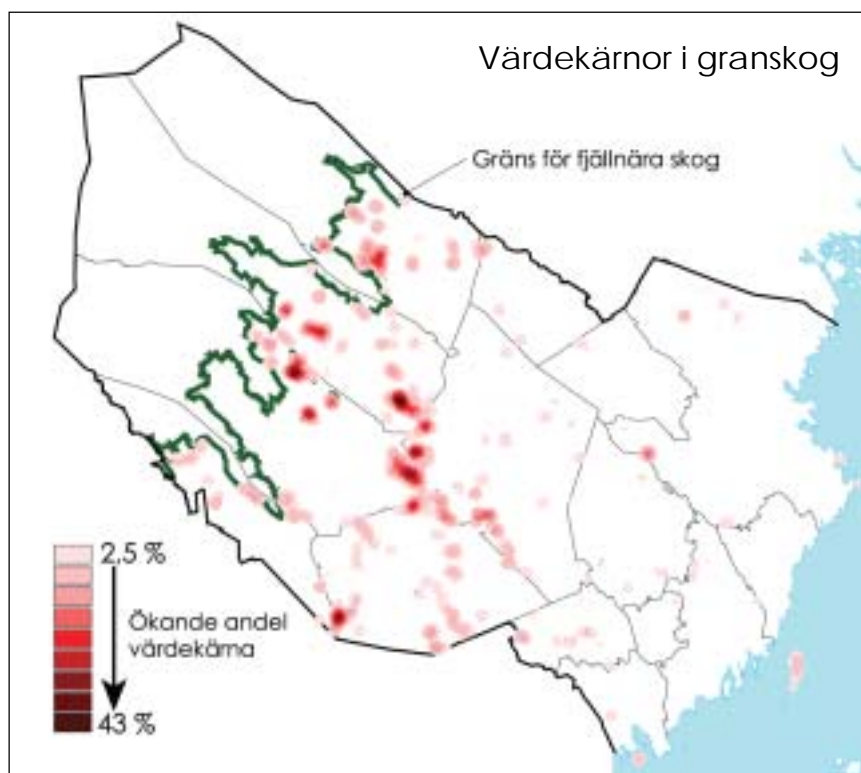 Värdekärnor i granskog
Gräns för fjällnära skog
2,5 %
Ökande andel
värdekärna
43 %